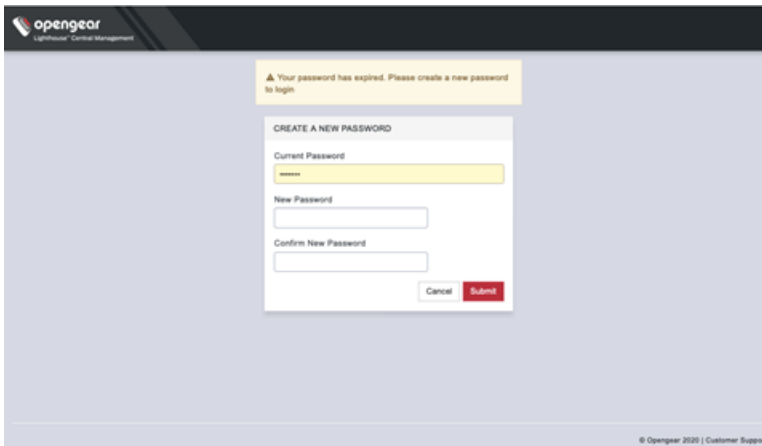 opengear
Lighthouse™ Central Management
Your password has expired. Please create a new password
to login
CREATE A NEW PASSWORD
Current Password
New Password
Confirm New Password
Cancel
Submit
© Opengear 2020 | Customer Suppo